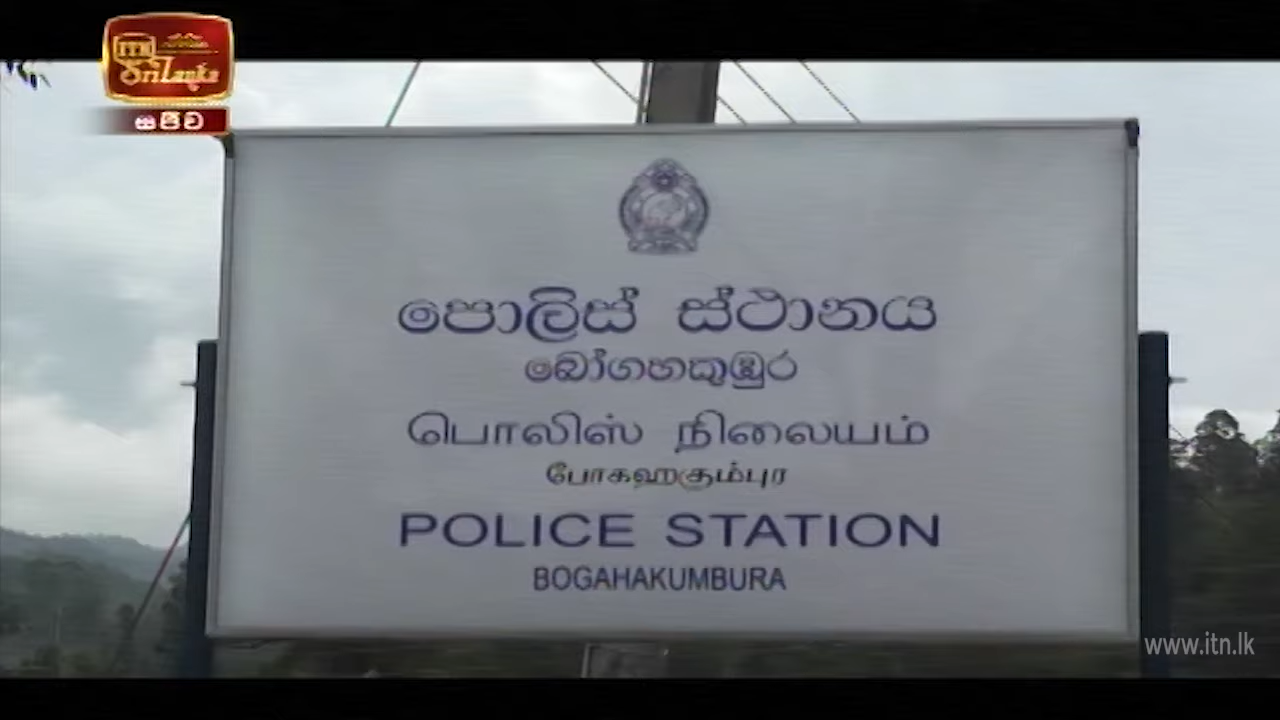 ITN
Sri Lanka
සජීව
පොලිස් ස්ථානය
බෝගහකුඹුර
பொலிஸ் நிலையம்
போகஹகும்புர
POLICE STATION
BOGAHAKUMBURA
www.itn.lk